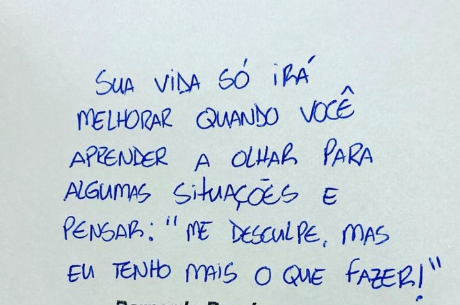 SUA VIDA SÓ IRÁ
MELHORAR QUANDO VOCÊ
APRENDER A OLHAR PARA
ALGUMAS SITUAÇÕES E
PENSAR: "ME DESCULPE, MAS
EU TENHO MAIS O QUE FAZER!"